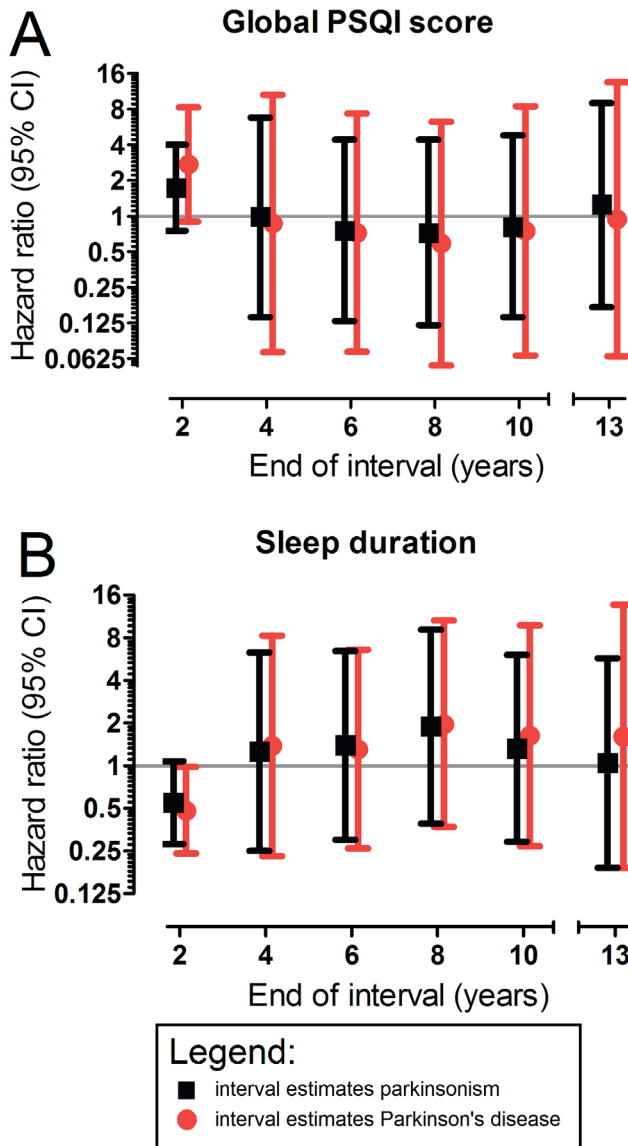 A
Global PSQI score
Hazard ratio (95% CI)
16
8
4
2
1
0.5
0.25
0.125
0.0625
2 4 6 8 10 13
End of interval (years)
B
Sleep duration
Hazard ratio (95% CI)
16
8
4
2
1
0.5
0.25
0.125
2 4 6 8 10 13
End of interval (years)
Legend:
interval estimates parkinsonism
interval estimates Parkinson's disease